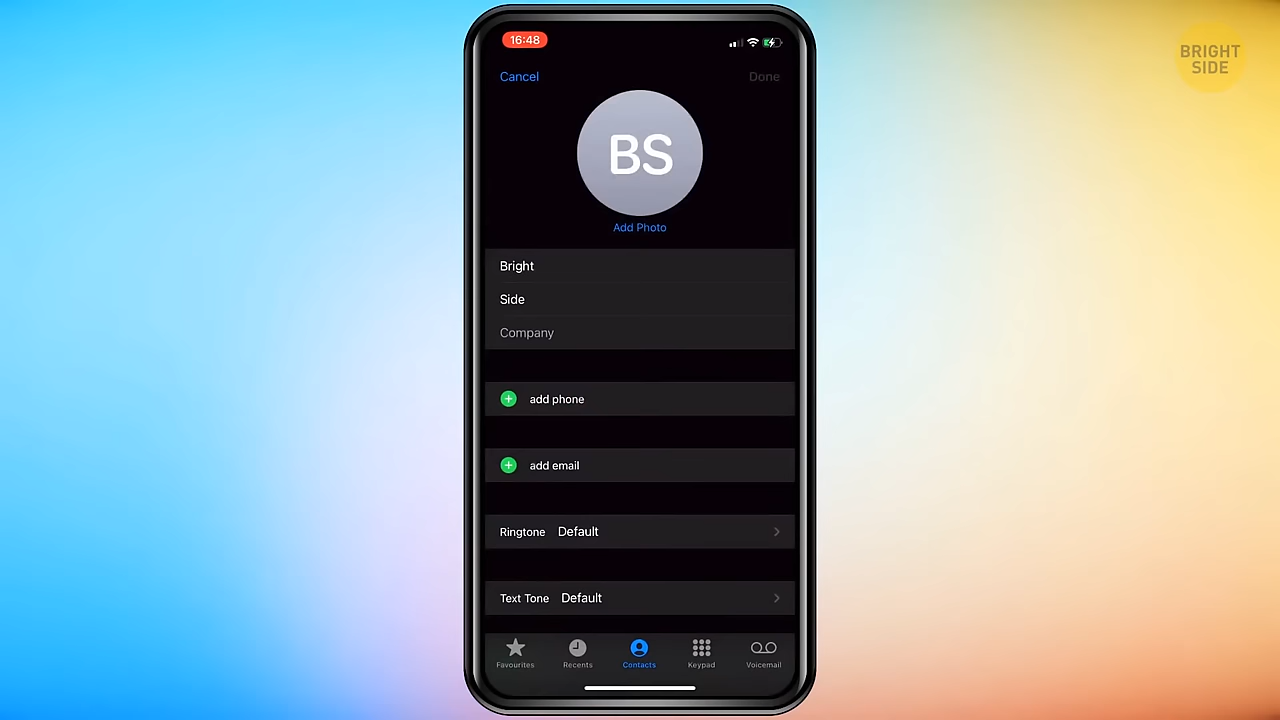 16:48
BRIGHT
SIDE
Cancel
Done
BS
Add Photo
Bright
Side
Company
add phone
add email
Ringtone Default
Text Tone Default
Favourites
Recents
Contacts
Keypad
Voicemail